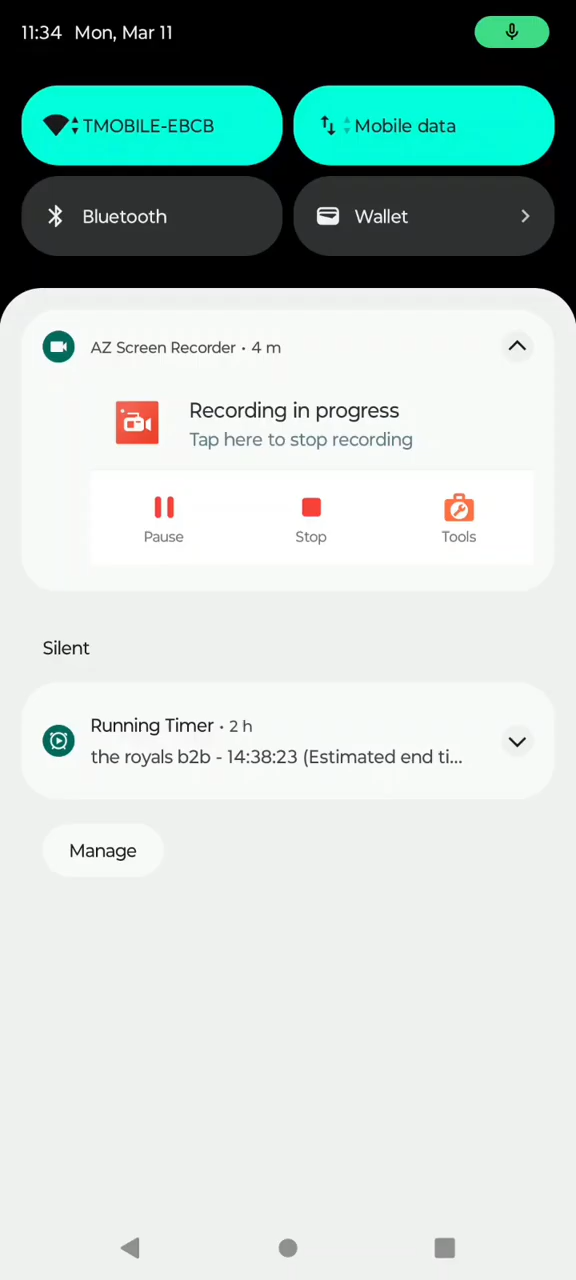 11:34 Mon, Mar 11
TMOBILE-EBCB
Mobile data
Bluetooth
Wallet
AZ Screen Recorder • 4 m
Recording in progress
Tap here to stop recording
Pause
Stop
Tools
Silent
Running Timer • 2 h
the royals b2b - 14:38:23 (Estimated end ti...
Manage